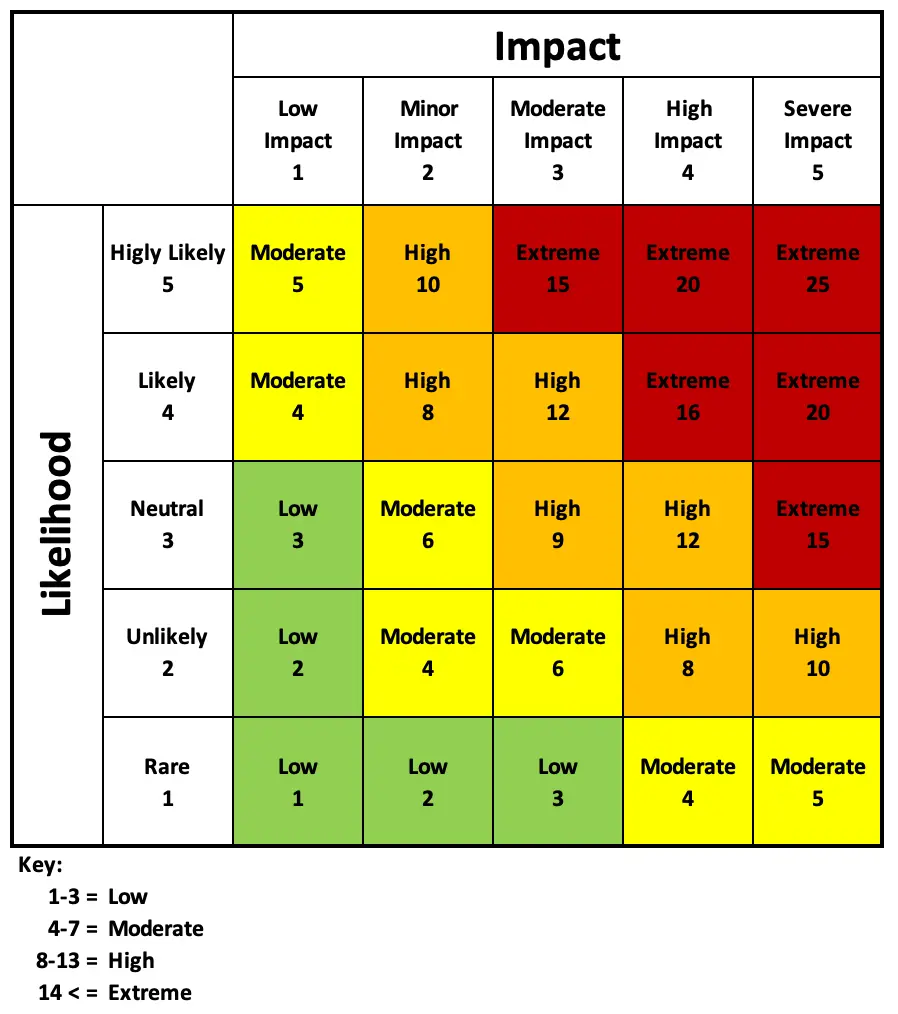 Impact
Low
Impact
1
Minor
Impact
2
Moderate
Impact
3
High
Impact
4
Severe
Impact
5
Likelihood
Higly Likely
5
Moderate
5
High
10
Extreme
15
Extreme
20
Extreme
25
Likely
4
Moderate
4
High
8
High
12
Extreme
16
Extreme
20
Neutral
3
Low
3
Moderate
6
High
9
High
12
Extreme
15
Unlikely
2
Low
2
Moderate
4
Moderate
6
High
8
High
10
Rare
1
Low
1
Low
2
Low
3
Moderate
4
Moderate
5
Key:
1-3 = Low
4-7 = Moderate
8-13 = High
14 < = Extreme